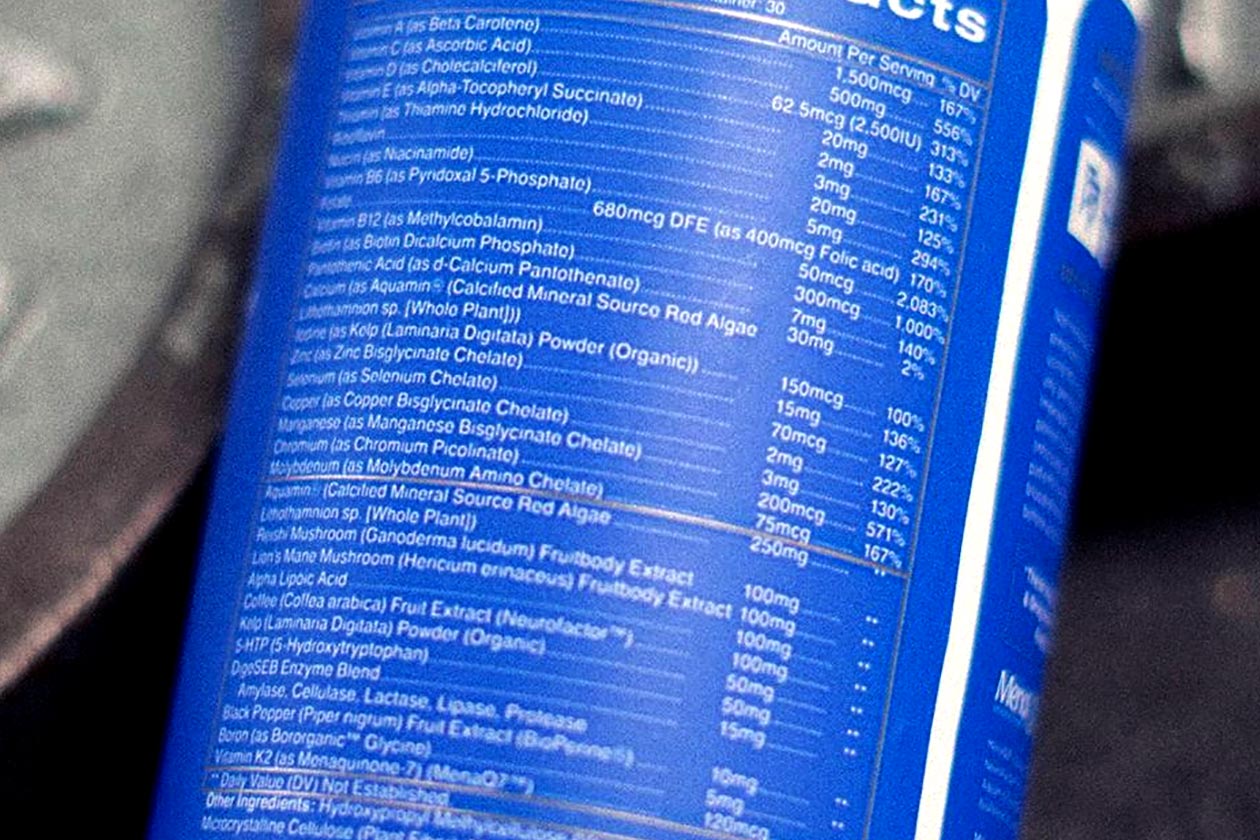 cts
tainer: 30
Amount Per Serving % DV
Vitamin A (as Beta Carotene) 1,500mcg 167%
Vitamin C (as Ascorbic Acid) 500mg 556%
Vitamin D (as Cholecalciferol) 62.5mcg (2,500IU) 313%
Vitamin E (as Alpha-Tocopheryl Succinate) 20mg 133%
Thiamin (as Thiamine Hydrochloride) 2mg 167%
Riboflavin 3mg 231%
Niacin (as Niacinamide) 20mg 125%
Vitamin B6 (as Pyridoxal 5-Phosphate) 5mg 294%
Folate 680mcg DFE (as 400mcg Folic acid) 170%
Vitamin B12 (as Methylcobalamin) 50mcg 2,083%
Biotin (as Biotin Dicalcium Phosphate) 300mcg 1,000%
Pantothenic Acid (as d-Calcium Pantothenate) 7mg 140%
Calcium (as Aquamin® (Calcified Mineral Source Red Algae 30mg 2%
Lithothamnion sp. [Whole Plant]))
Iodine (as Kelp (Laminaria Digitata) Powder (Organic)) 150mcg 100%
Zinc (as Zinc Bisglycinate Chelate) 15mg 136%
Selenium (as Selenium Chelate) 70mcg 127%
Copper (as Copper Bisglycinate Chelate) 2mg 222%
Manganese (as Manganese Bisglycinate Chelate) 3mg 130%
Chromium (as Chromium Picolinate) 200mcg 571%
Molybdenum (as Molybdenum Amino Chelate) 75mcg 167%
Aquamin® (Calcified Mineral Source Red Algae 250mg **
Lithothamnion sp. [Whole Plant])
Reishi Mushroom (Ganoderma lucidum) Fruitbody Extract 100mg **
Lion's Mane Mushroom (Hericium erinaceus) Fruitbody Extract 100mg **
Alpha Lipoic Acid 100mg **
Coffee (Coffea arabica) Fruit Extract (Neurofactor™) 100mg **
Kelp (Laminaria Digitata) Powder (Organic) 50mg **
5-HTP (5-Hydroxytryptophan) 50mg **
DigeSEB Enzyme Blend 15mg **
Amylase, Cellulase, Lactase, Lipase, Protease
Black Pepper (Piper nigrum) Fruit Extract (BioPerine®) 10mg **
Boron (as Bororganic™ Glycine) 5mg **
Vitamin K2 (as Menaquinone-7) (MenaQ7™) 120mcg
**Daily Value (DV) Not Established
Other Ingredients: Hydroxypropyl Methylcellulose
Microcrystalline Cellulose (Plant